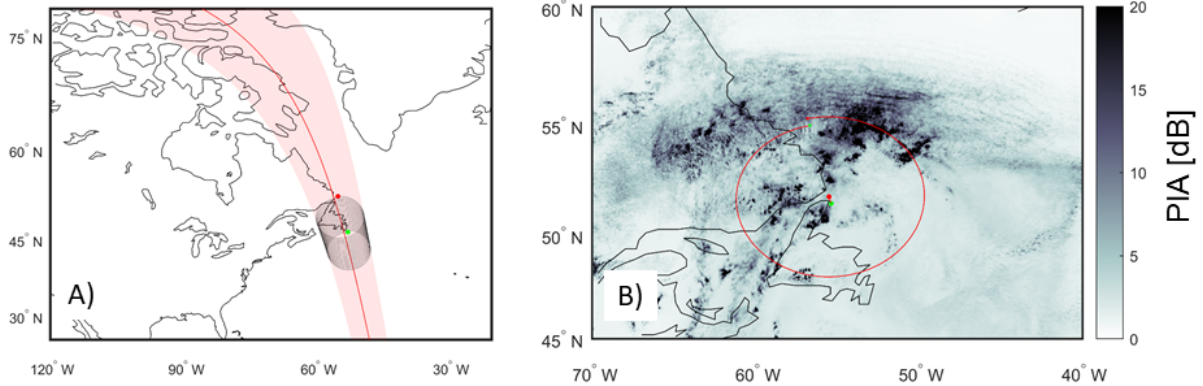 75° N
60° N
45° N
30° N
A)
120° W
90° W
60° W
30° W
60° N
55° N
50° N
45° N
B)
70° W
60° W
50° W
40° W
20
15
10
5
0
PIA [dB]